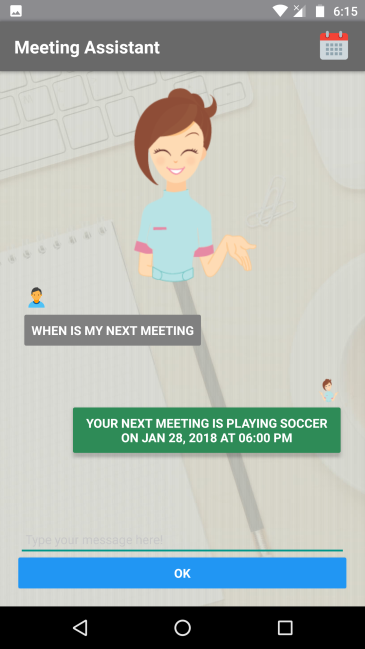 6:15
Meeting Assistant
WHEN IS MY NEXT MEETING
YOUR NEXT MEETING IS PLAYING SOCCER
ON JAN 28, 2018 AT 06:00 PM
Type your message here!
OK